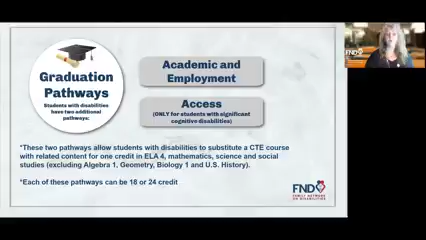 Graduation
Pathways
Students with disabilities
have two additional
pathways:
Academic and
Employment
Access
(ONLY for students with significant
cognitive disabilities)
*These two pathways allow students with disabilities to substitute a CTE course
with related content for one credit in ELA 4, mathematics, science and social
studies (excluding Algebra 1, Geometry, Biology 1 and U.S. History).
*Each of these pathways can be 18 or 24 credit
FND
FAMILY NETWORK
ON DISABILITIES
FND